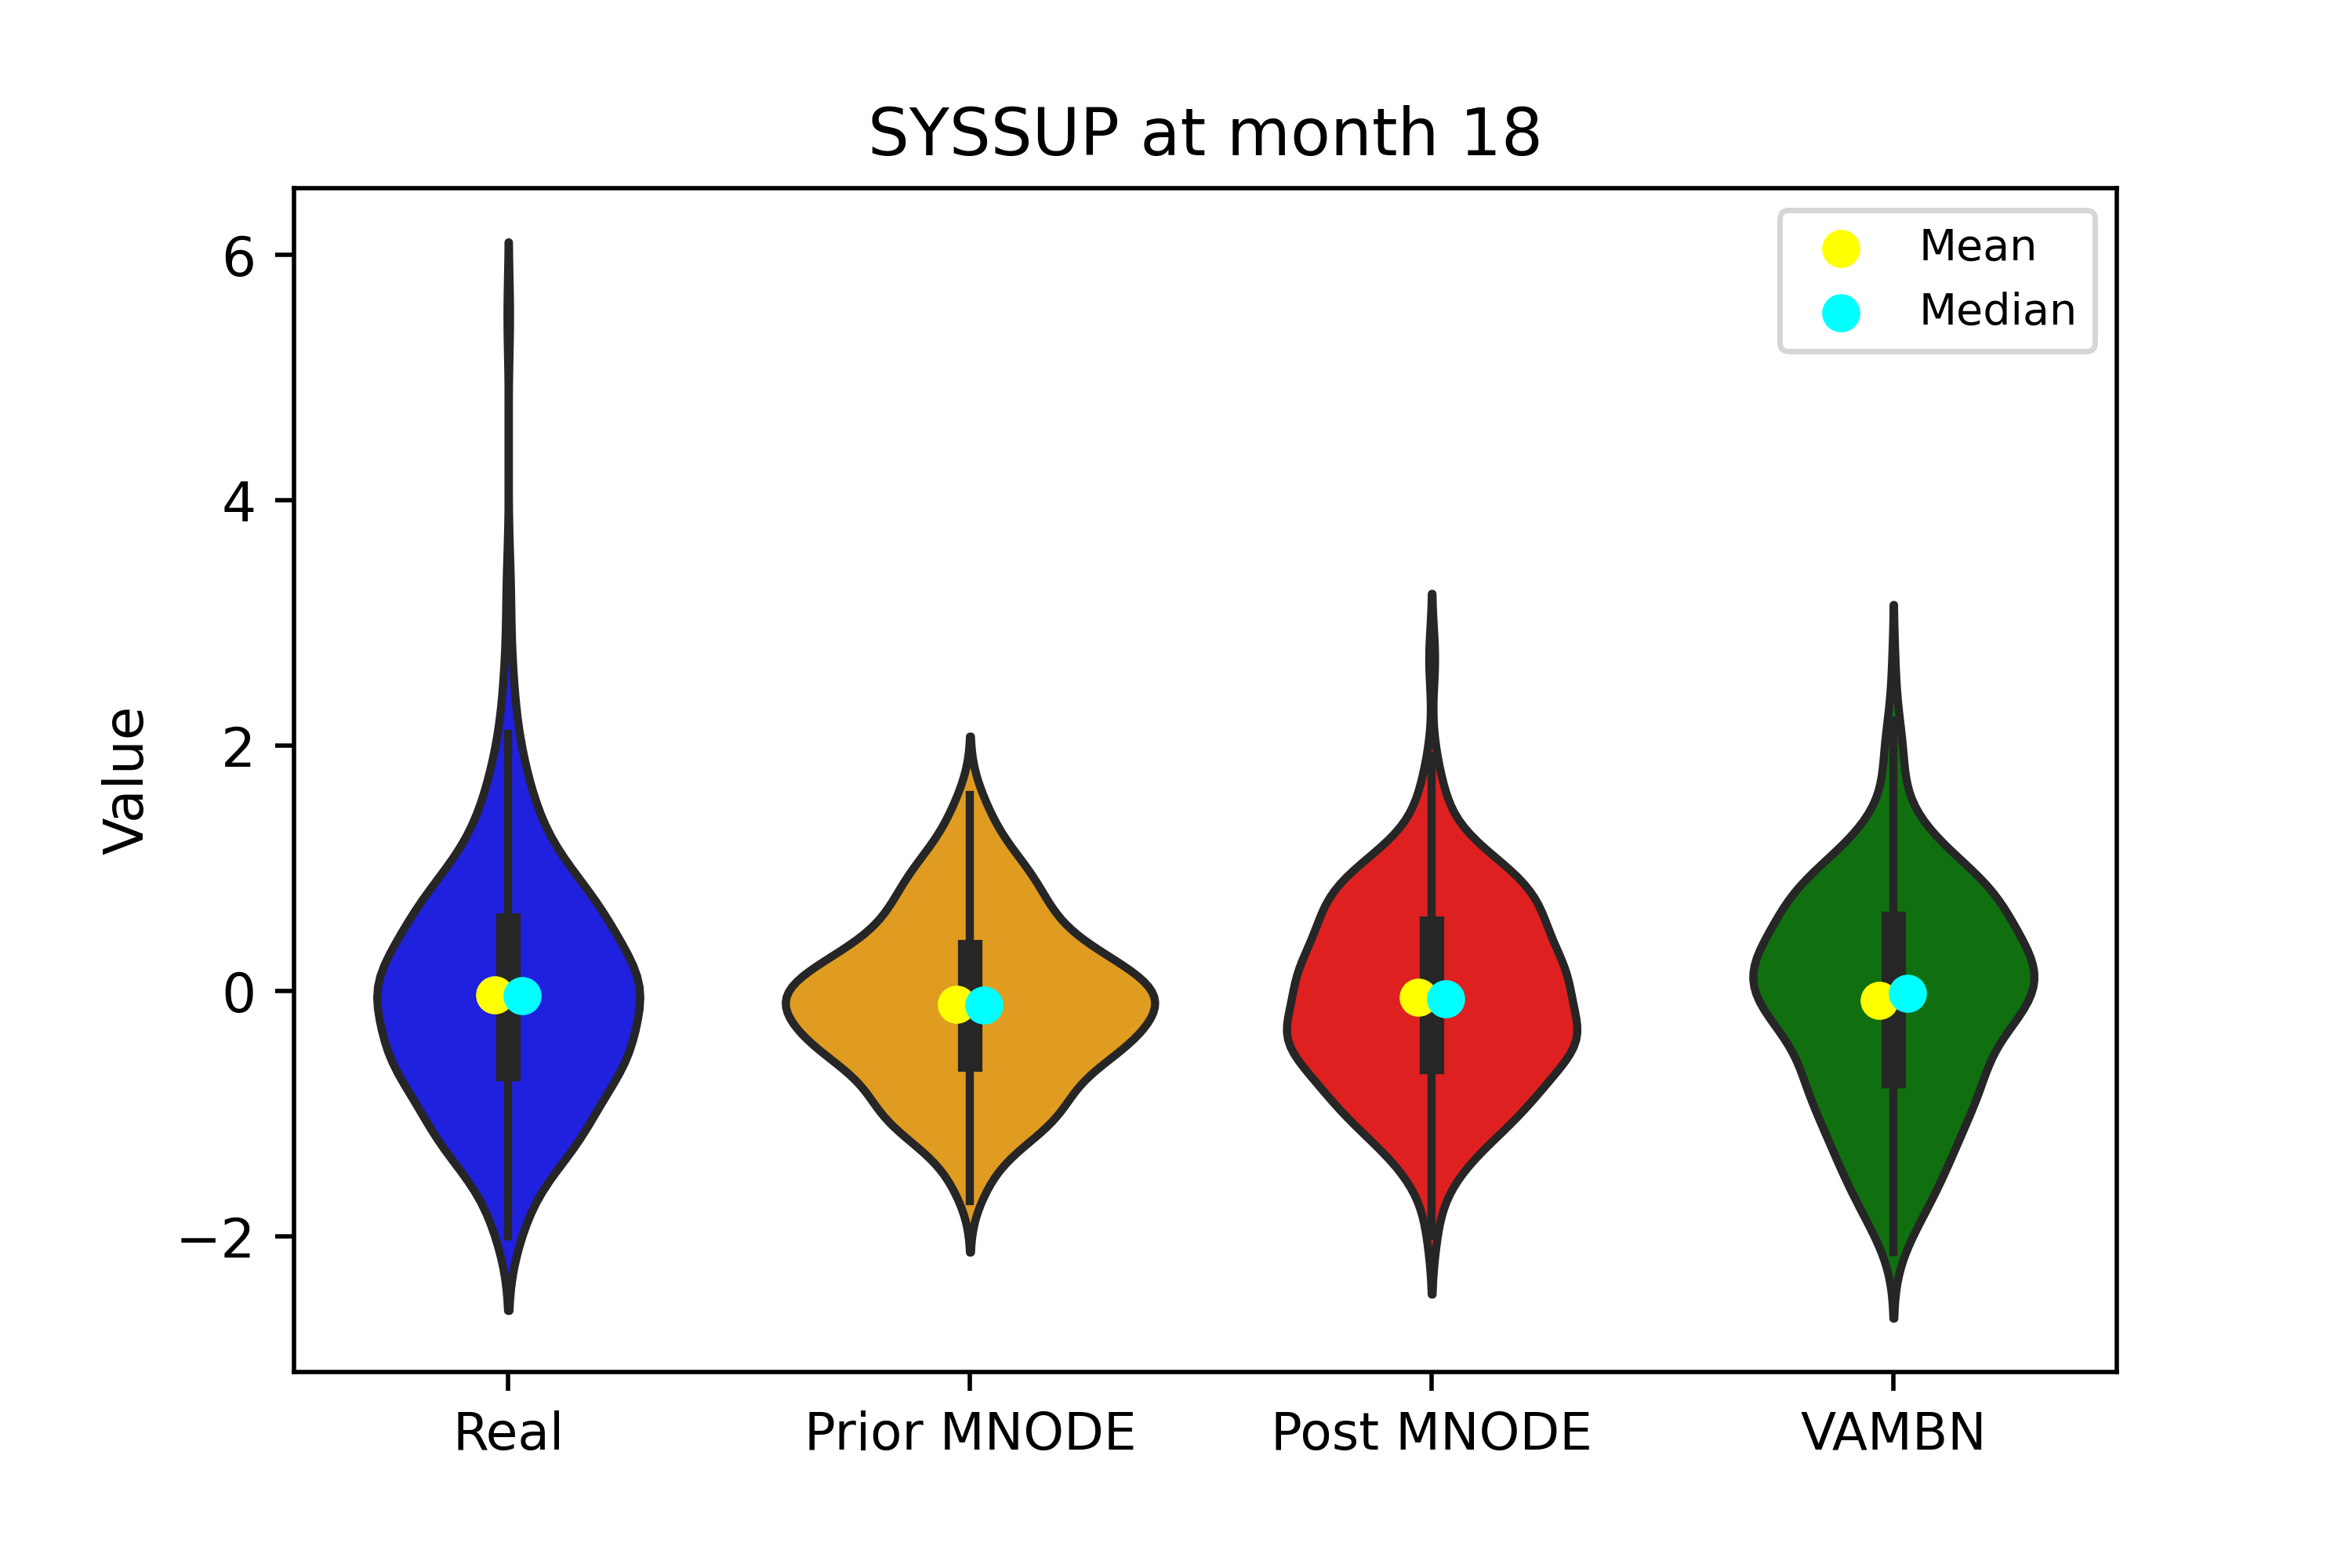 SYSSUP at month 18
Mean
Median
Value
6
4
2
0
−2
Real
Prior MNODE
Post MNODE
VAMBN